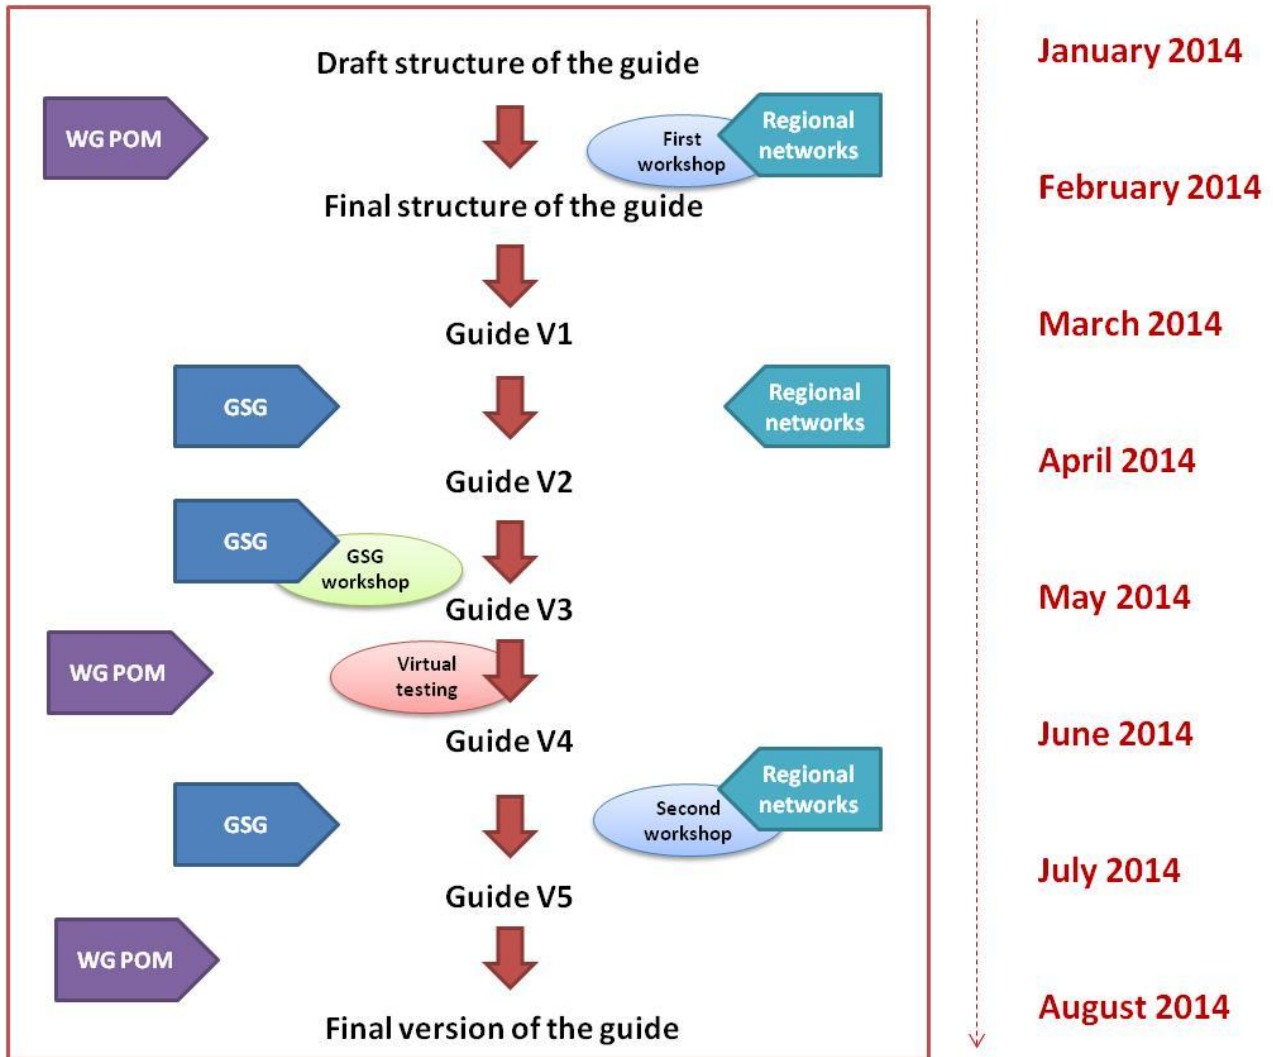 Draft structure of the guide
January 2014
WG POM
First
workshop
Regional
networks
February 2014
Final structure of the guide
March 2014
Guide V1
GSG
Regional
networks
April 2014
Guide V2
GSG
GSG
workshop
May 2014
Guide V3
WG POM
Virtual
testing
June 2014
Guide V4
GSG
Second
workshop
Regional
networks
July 2014
Guide V5
WG POM
August 2014
Final version of the guide